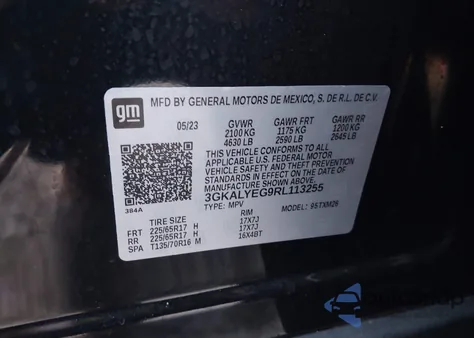 gm
MFD BY GENERAL MOTORS DE MEXICO, S. DE R.L. DE C.V.
05/23 GVWR GAWR FRT GAWR RR
2100 KG 1175 KG 1200 KG
4630 LB 2590 LB 2645 LB
THIS VEHICLE CONFORMS TO ALL
APPLICABLE U.S. FEDERAL MOTOR
VEHICLE SAFETY AND THEFT PREVENTION
STANDARDS IN EFFECT ON THE DATE OF
MANUFACTURE SHOWN ABOVE.
3GKALYEG9RL113255
TYPE: MPV MODEL:
384A
TIRE SIZE RIM
FRT 225/65R17 H 17X7J
RR 225/65R17 H 17X7J
SPA T135/70R16 M 16X4BT